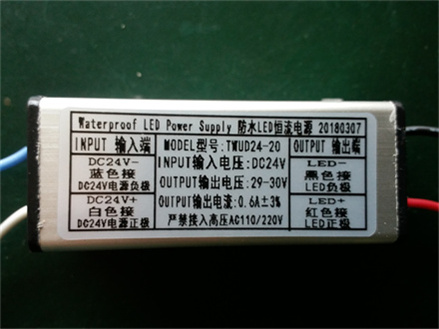 Waterproof LED Power Supply 防水LED恒流电源 20180307
INPUT 输入端
MODEL型号: TWUD24-20
OUTPUT 输出端
DC24V-
蓝色接
DC24V电源负极
INPUT输入电压: DC24V
OUTPUT输出电压: 29-30V
LED-
黑色接
LED负极
DC24V+
白色接
DC24V电源正极
OUTPUT输出电流: 0.6A±3%
严禁接入高压AC110/220V
LED+
红色接
LED正极